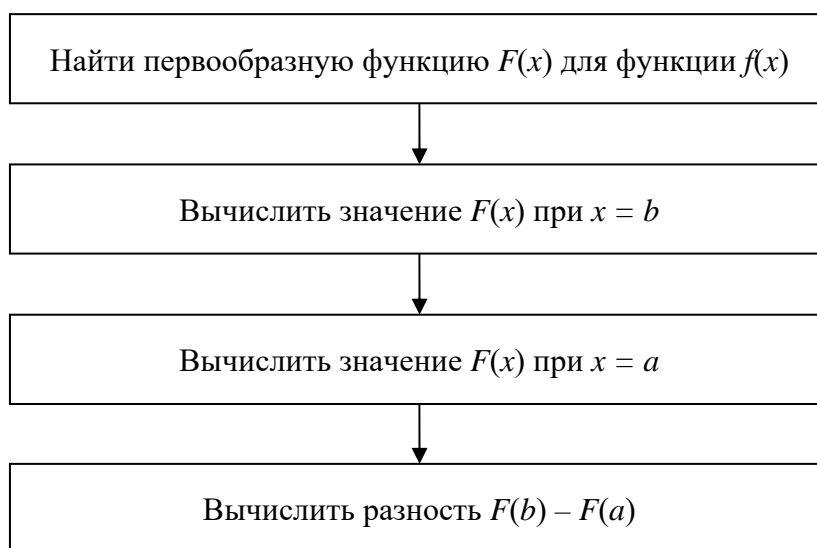 Найти первообразную функцию F(x) для функции f(x)
Вычислить значение F(x) при x = b
Вычислить значение F(x) при x = a
Вычислить разность F(b) – F(a)